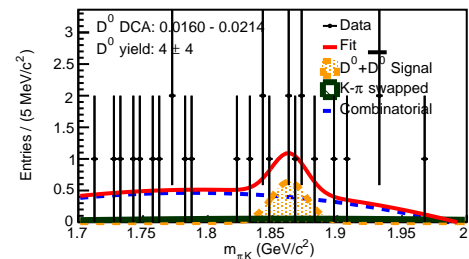 D⁰ DCA: 0.0160 - 0.0214
D⁰ yield: 4 ± 4
Data
Fit
D⁰+D̄⁰ Signal
K-π swapped
Combinatorial
Entries / (5 MeV/c²)
3
2.5
2
1.5
1
0.5
0
1.7
1.75
1.8
1.85
1.9
1.95
2
m_πK (GeV/c²)